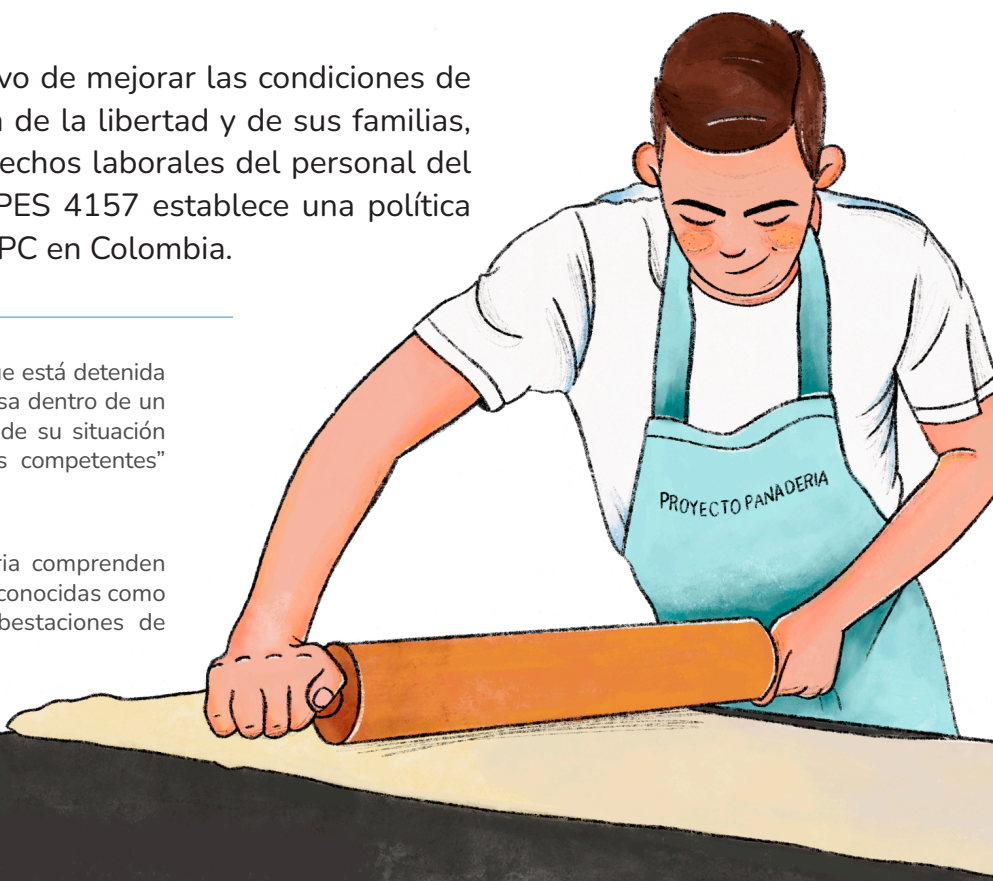 vo de mejorar las condiciones de
de la libertad y de sus familias,
echos laborales del personal del
PES 4157 establece una política
PC en Colombia.
e está detenida
sa dentro de un
de su situación
s competentes”
ria comprenden
conocidas como
bestaciones de
PROYECTO PANADERIA